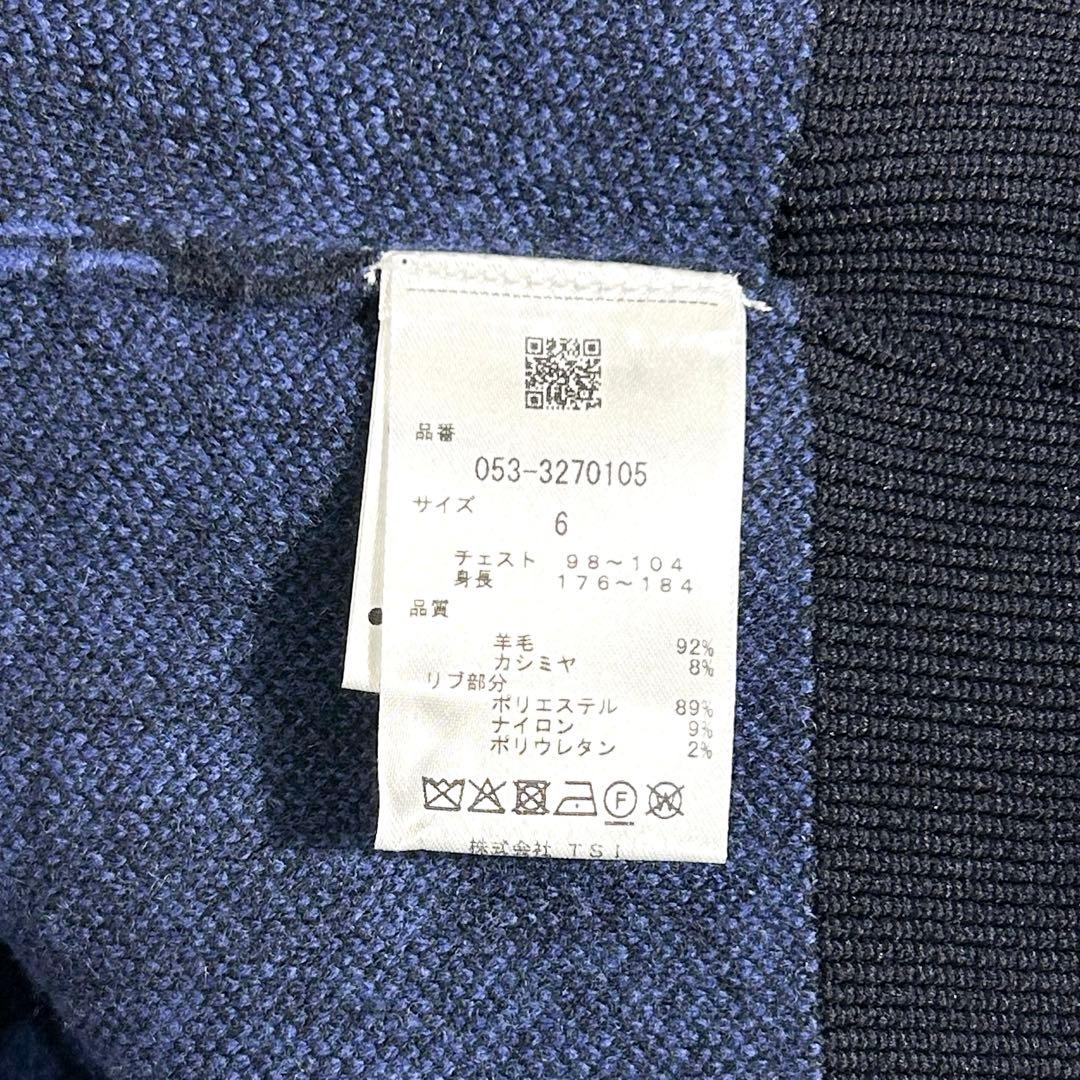 品番
053-3270105
サイズ
6
チェスト 98～104
身長 176～184
品質
羊毛 92%
カシミヤ 8%
リブ部分
ポリエステル 89%
ナイロン 9%
ポリウレタン 2%
F W
株式会社 TSI